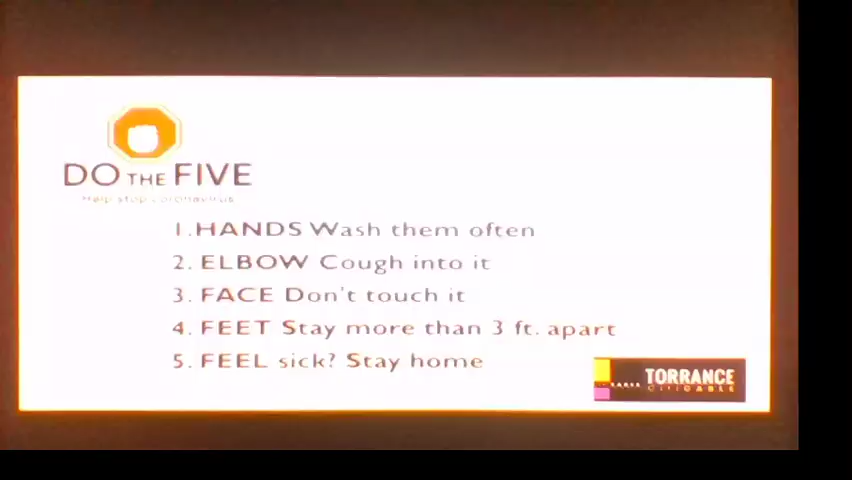 DO THE FIVE
Help stop coronavirus
1. HANDS Wash them often
2. ELBOW Cough into it
3. FACE Don't touch it
4. FEET Stay more than 3 ft. apart
5. FEEL sick? Stay home
TORRANCE
CITICABLE